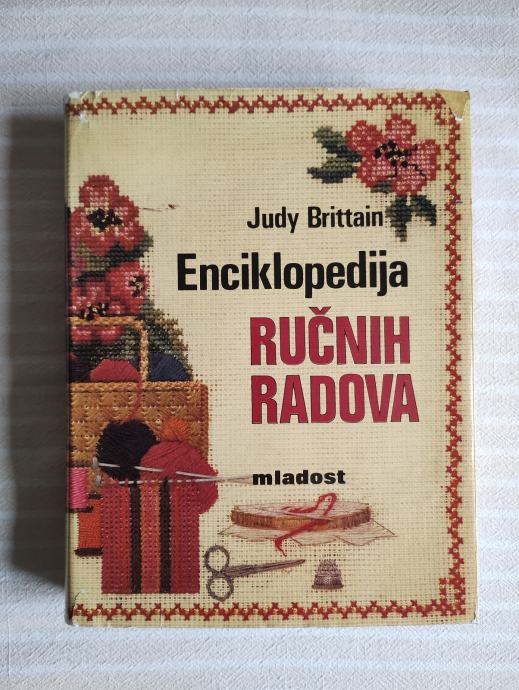 Judy Brittain
Enciklopedija
RUČNIH
RADOVA
mladost